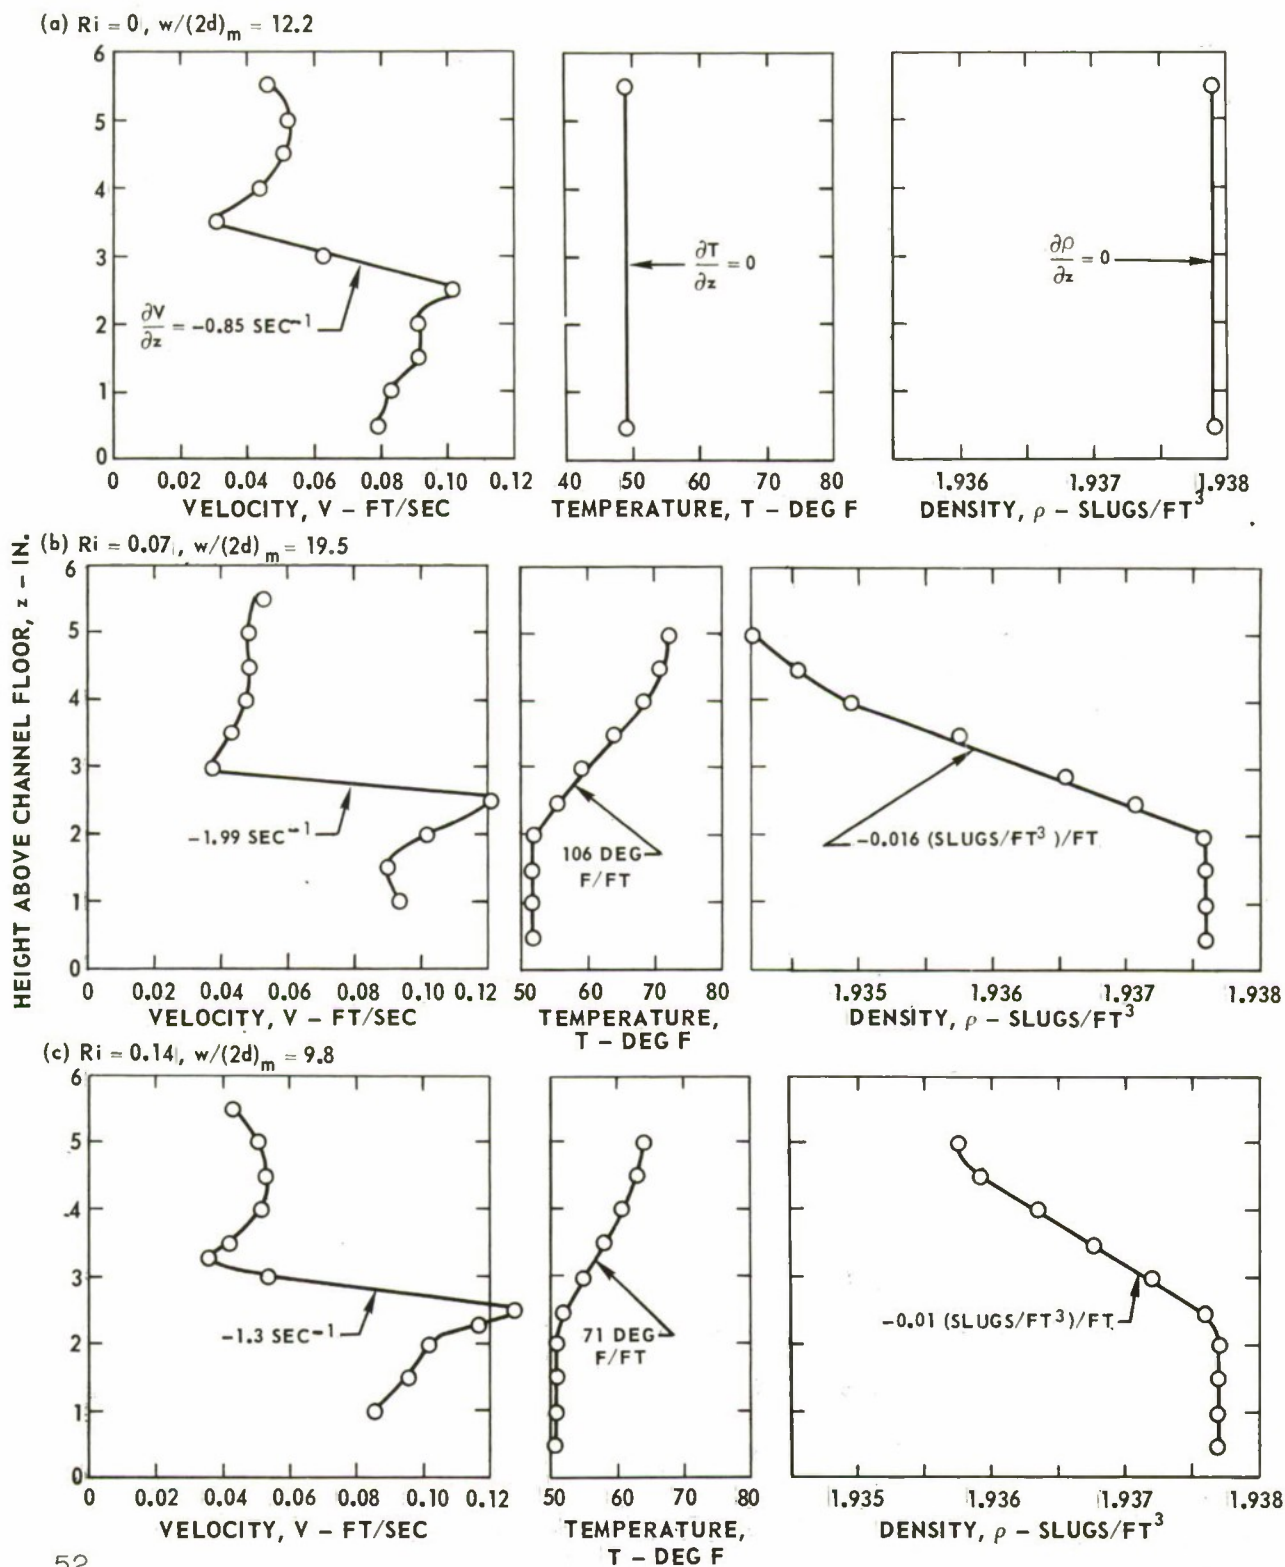 (a) Ri = 0, w/(2d)m = 12.2
6
5
4
3
2
1
0
∂V/∂z = -0.85 SEC⁻¹
∂T/∂z = 0
∂ρ/∂z = 0
0 0.02 0.04 0.06 0.08 0.10 0.12
40 50 60 70 80
1.936 1.937 1.938
VELOCITY, V - FT/SEC
TEMPERATURE, T - DEG F
DENSITY, ρ - SLUGS/FT³
HEIGHT ABOVE CHANNEL FLOOR, z - IN.
(b) Ri = 0.07, w/(2d)m = 19.5
6
5
4
3
2
1
0
-1.99 SEC⁻¹
106 DEG
F/FT
-0.016 (SLUGS/FT³)/FT
0 0.02 0.04 0.06 0.08 0.10 0.12
50 60 70 80
1.935 1.936 1.937 1.938
VELOCITY, V - FT/SEC
TEMPERATURE,
T - DEG F
DENSITY, ρ - SLUGS/FT³
(c) Ri = 0.14, w/(2d)m = 9.8
6
5
4
3
2
1
0
-1.3 SEC⁻¹
71 DEG
F/FT
-0.01 (SLUGS/FT³)/FT
0 0.02 0.04 0.06 0.08 0.10 0.12
50 60 70 80
1.935 1.936 1.937 1.938
VELOCITY, V - FT/SEC
TEMPERATURE,
T - DEG F
DENSITY, ρ - SLUGS/FT³
52